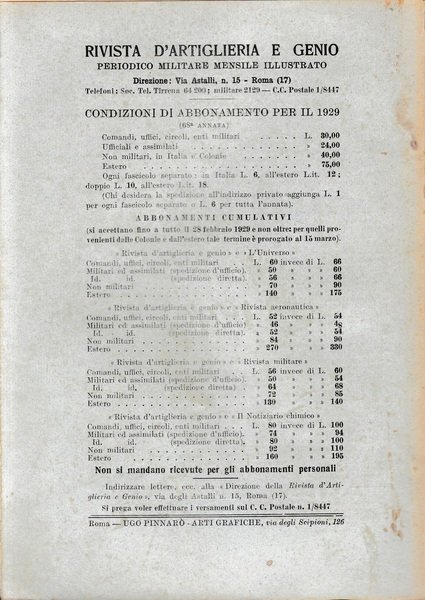 RIVISTA D'ARTIGLIERIA E GENIO
PERIODICO MILITARE MENSILE ILLUSTRATO
Direzione: Via Astalli, n. 15 - Roma (17)
Telefoni: Soc. Tel. Tirrena 64 200; militare 2129 — C.C. Postale 1/8447
CONDIZIONI DI ABBONAMENTO PER IL 1929
(68ª ANNATA)
Comandi, uffici, circoli, enti militari . . . . . . L. 30,00
Ufficiali e assimilati . . . . . . . . . . » 24,00
Non militari, in Italia e Colonie . . . . . . » 40,00
Estero . . . . . . . . . . . . . . » 75,00
Ogni fascicolo separato: in Italia L. 6, all'estero L.it. 12;
doppio L. 10, all'estero L.it. 18.
(Chi desidera la spedizione all'indirizzo privato aggiunga L. 1
per ogni fascicolo separato o L. 6 per tutta l'annata).
ABBONAMENTI CUMULATIVI
(si accettano fino a tutto il 28 febbraio 1929 e non oltre; per quelli pro-
venienti dalle Colonie e dall'estero tale termine è prorogato al 15 marzo).
« Rivista d'artiglieria e genio » e « L'Universo »
Comandi, uffici, circoli, enti militari . . . L. 60 invece di L. 66
Militari ed assimilati (spedizione d'ufficio) . » 50 » » » 60
Id. id. (spedizione diretta). » 56 » » » 66
Non militari . . . . . . . . . . » 70 » » » 90
Estero . . . . . . . . . . . . » 140 » » » 175
« Rivista d'artiglieria e genio » e « Rivista aeronautica »
Comandi, uffici, circoli, enti militari . . . L. 52 invece di L. 54
Militari ed assimilati (spedizione d'ufficio) » 46 » » » 48
Id. id. (spedizione diretta) . » 52 » » » 54
Non militari . . . . . . . . . . » 84 » » » 90
Estero . . . . . . . . . . . . » 270 » » » 330
« Rivista d'artiglieria e genio » e « Rivista militare »
Comandi, uffici, circoli, enti militari . . . L. 56 invece di L. 60
Militari ed assimilati (spedizione d'ufficio) . » 50 » » » 54
Id. id. (spedizione diretta) . » 64 » » » 68
Non militari . . . . . . . . . . » 72 » » » 85
Estero . . . . . . . . . . . . » 130 » » » 140
« Rivista d'artiglieria e genio » e « Il Notiziario chimico »
Comandi, uffici, circoli, enti militari . . . L. 80 invece di L. 100
Militari ed assimilati (spedizione d'ufficio) . » 74 » » » 94
Id. id. (spedizione diretta) . » 80 » » » 100
Non militari . . . . . . . . . . » 92 » » » 110
Estero . . . . . . . . . . . . » 160 » » » 195
Non si mandano ricevute per gli abbonamenti personali
Indirizzare lettere, ecc. alla « Direzione della Rivista d'Arti-
glieria e Genio », via degli Astalli n. 15, Roma (17).
Si prega voler effettuare i versamenti sul C. C. Postale n. 1/8447
Roma — UGO PINNARÒ - ARTI GRAFICHE, via degli Scipioni, 126